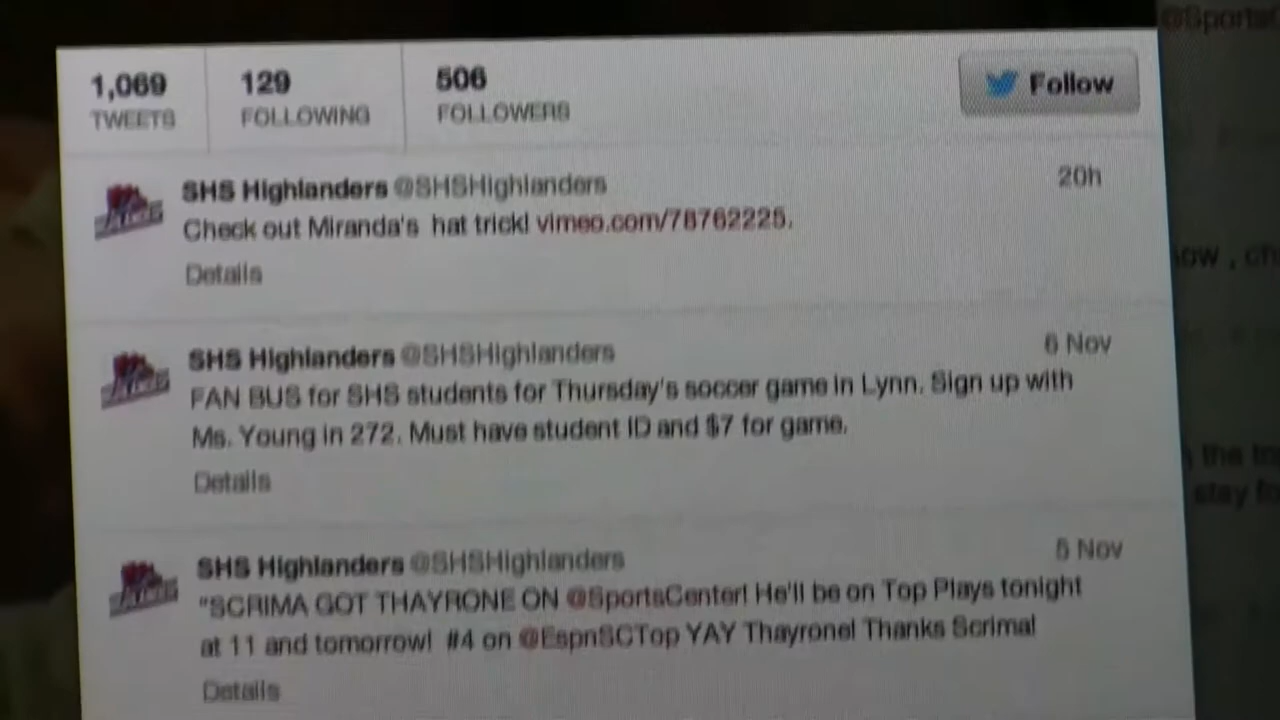 @Sports
1,069 129 506
TWEETS FOLLOWING FOLLOWERS
Follow
SHS Highlanders @SHSHighlanders 20h
Check out Miranda's hat trick! vimeo.com/78762225.
Details
SHS Highlanders @SHSHighlanders 6 Nov
FAN BUS for SHS students for Thursday's soccer game in Lynn. Sign up with
Ms. Young in 272. Must have student ID and $7 for game.
Details
SHS Highlanders @SHSHighlanders 5 Nov
"SCRIMA GOT THAYRONE ON @SportsCenter! He'll be on Top Plays tonight
at 11 and tomorrow! #4 on @EspnSCTop YAY Thayrone! Thanks Scrima!
Details
the
stay